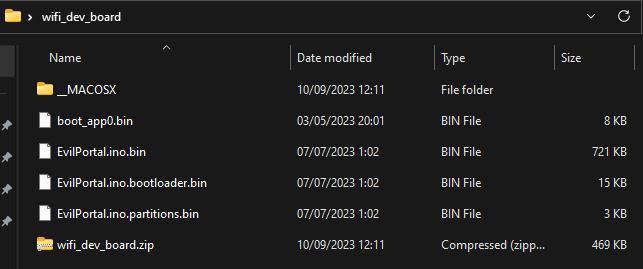 wifi_dev_board
Name Date modified Type Size
__MACOSX 10/09/2023 12:11 File folder
boot_app0.bin 03/05/2023 20:01 BIN File 8 KB
EvilPortal.ino.bin 07/07/2023 1:02 BIN File 721 KB
EvilPortal.ino.bootloader.bin 07/07/2023 1:02 BIN File 15 KB
EvilPortal.ino.partitions.bin 07/07/2023 1:02 BIN File 3 KB
wifi_dev_board.zip 10/09/2023 12:11 Compressed (zipp... 469 KB